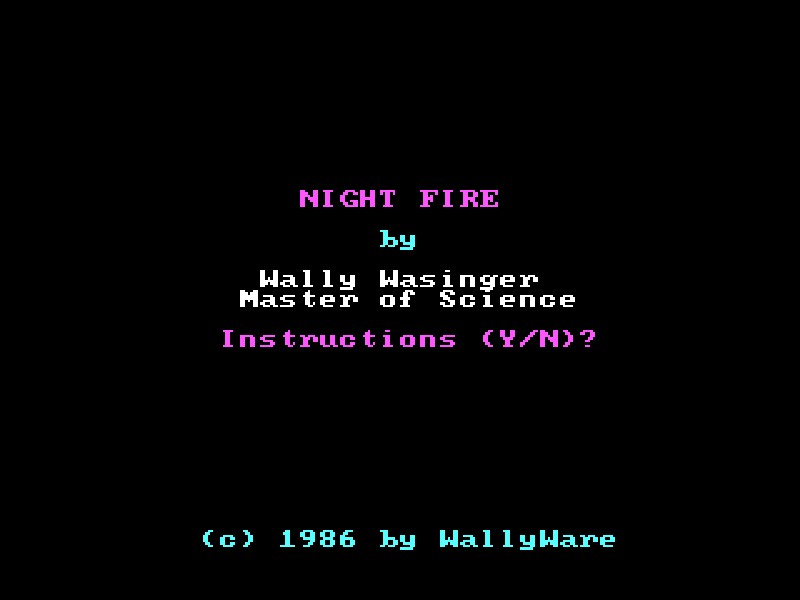 NIGHT FIRE
by
Wally Wasinger
Master of Science
Instructions (Y/N)?
(c) 1986 by WallyWare